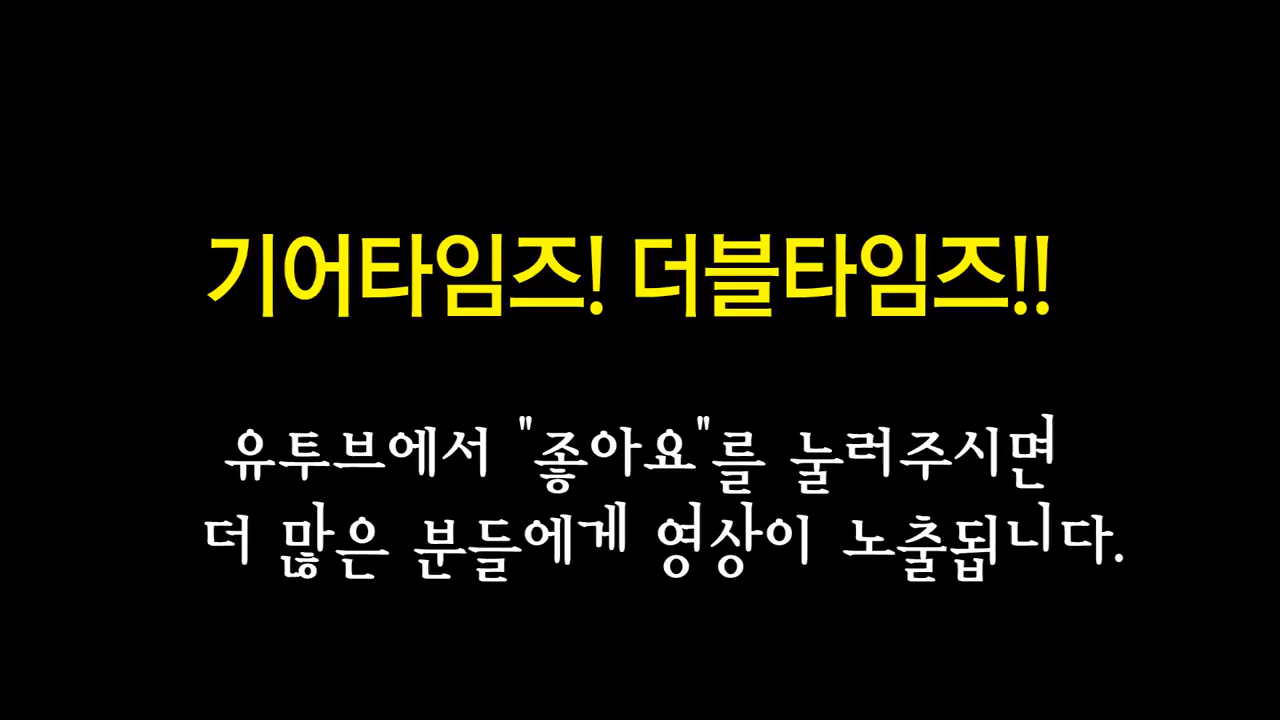 기어타임즈! 더블타임즈!!
유투브에서 "좋아요"를 눌러주시면
더 많은 분들에게 영상이 노출됩니다.